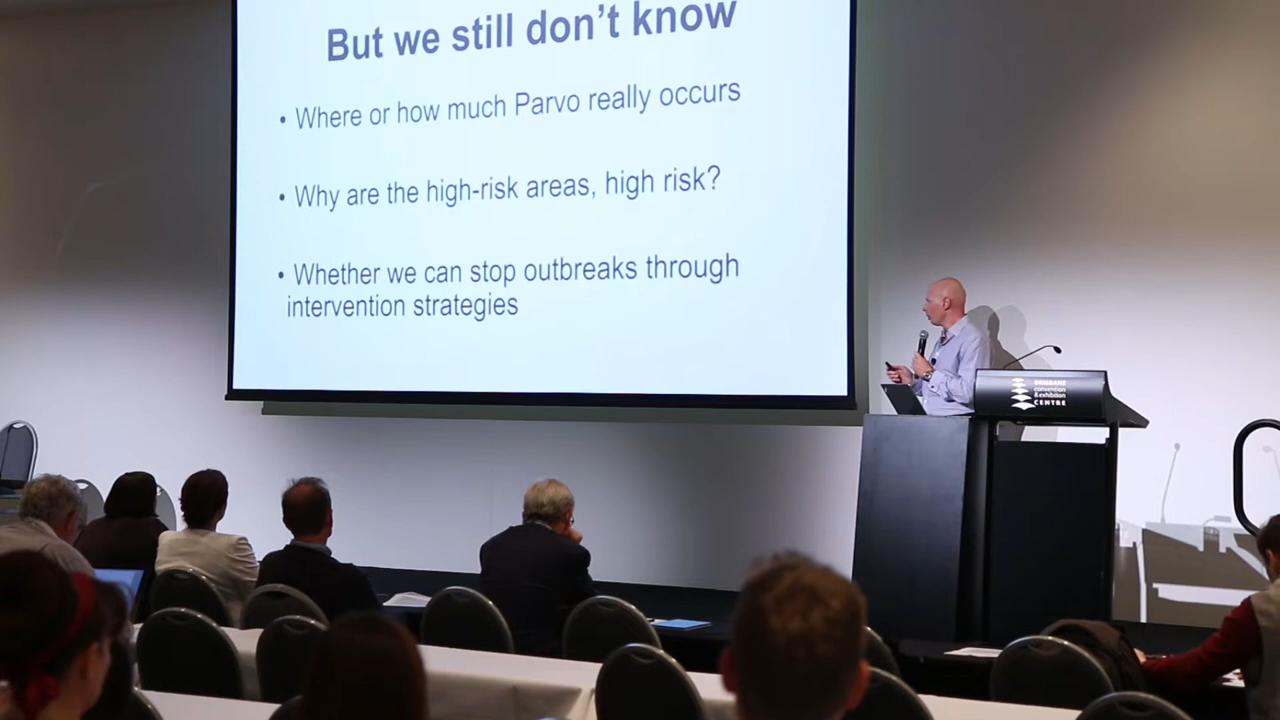 But we still don't know
• Where or how much Parvo really occurs
• Why are the high-risk areas, high risk?
• Whether we can stop outbreaks through
intervention strategies
BRISBANE
convention
& exhibition
CENTRE